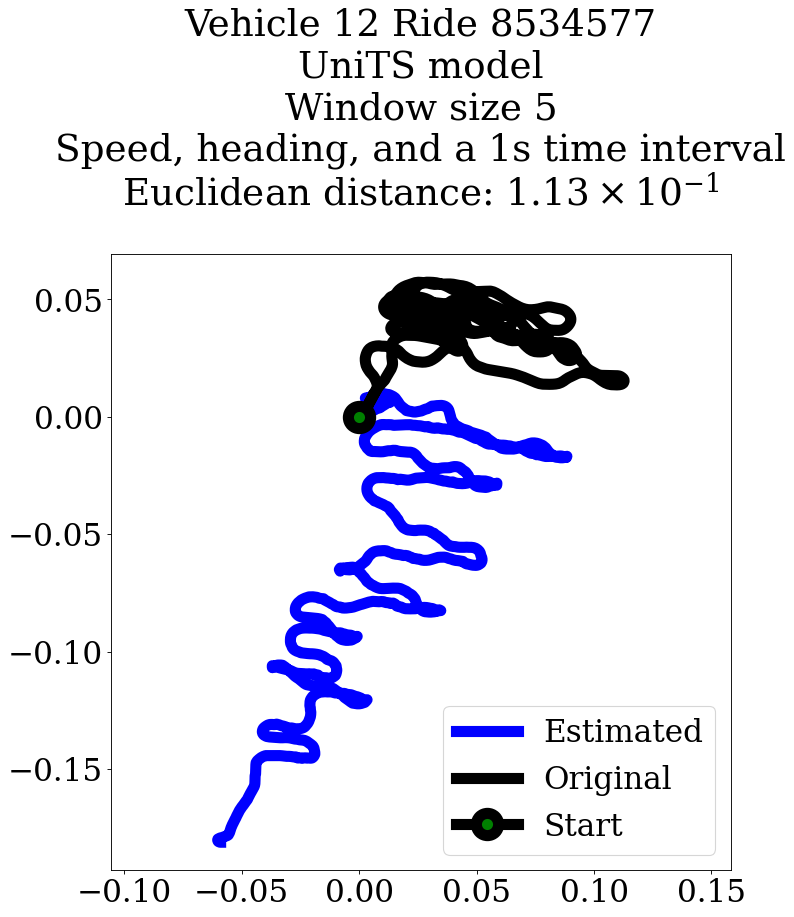 Vehicle 12 Ride 8534577
UniTS model
Window size 5
Speed, heading, and a 1s time interval
Euclidean distance: 1.13 × 10⁻¹
0.05
0.00
−0.05
−0.10
−0.15
Estimated
Original
Start
−0.10 −0.05 0.00 0.05 0.10 0.15